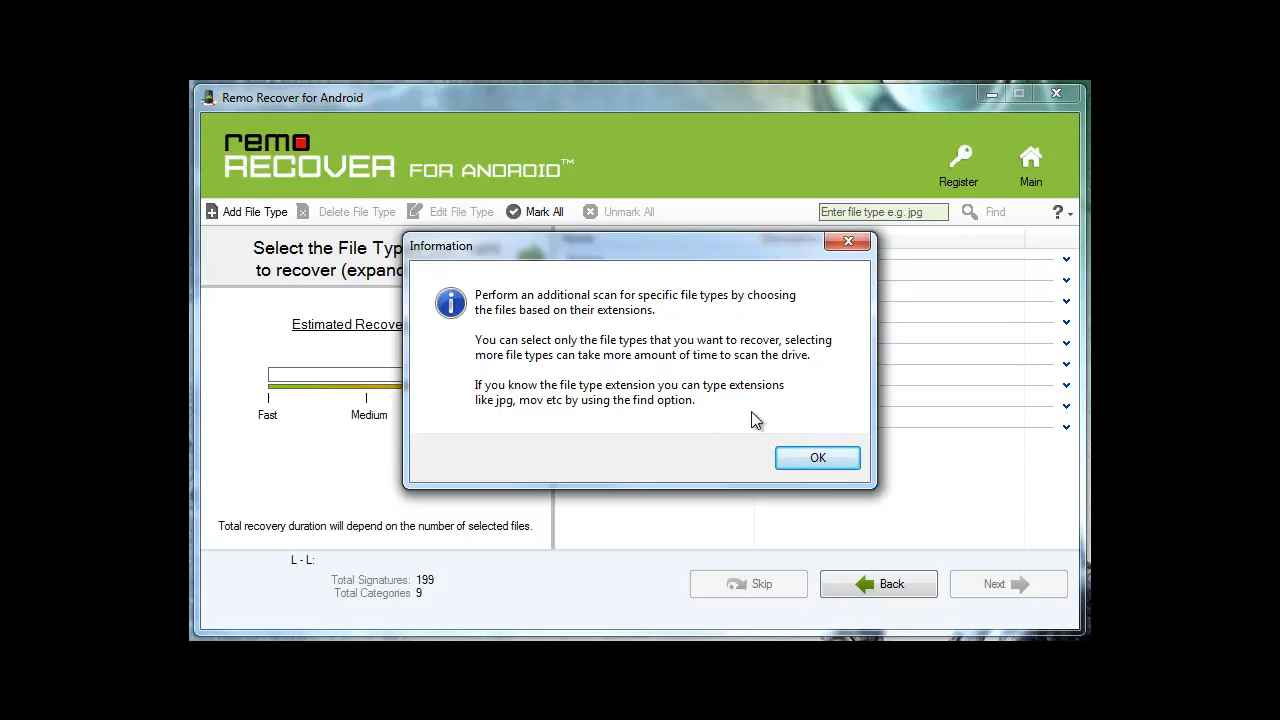 Remo Recover for Android
remo
RECOVER FOR ANDROID™
Register
Main
Add File Type
Delete File Type
Edit File Type
Mark All
Unmark All
Enter file type e.g. jpg
Find
?
Select the File Typ
to recover (expand
Information
Perform an additional scan for specific file types by choosing
the files based on their extensions.
You can select only the file types that you want to recover, selecting
more file types can take more amount of time to scan the drive.
If you know the file type extension you can type extensions
like jpg, mov etc by using the find option.
OK
Estimated Recove
Fast
Medium
Total recovery duration will depend on the number of selected files.
L - L:
Total Signatures: 199
Total Categories 9
Skip
Back
Next